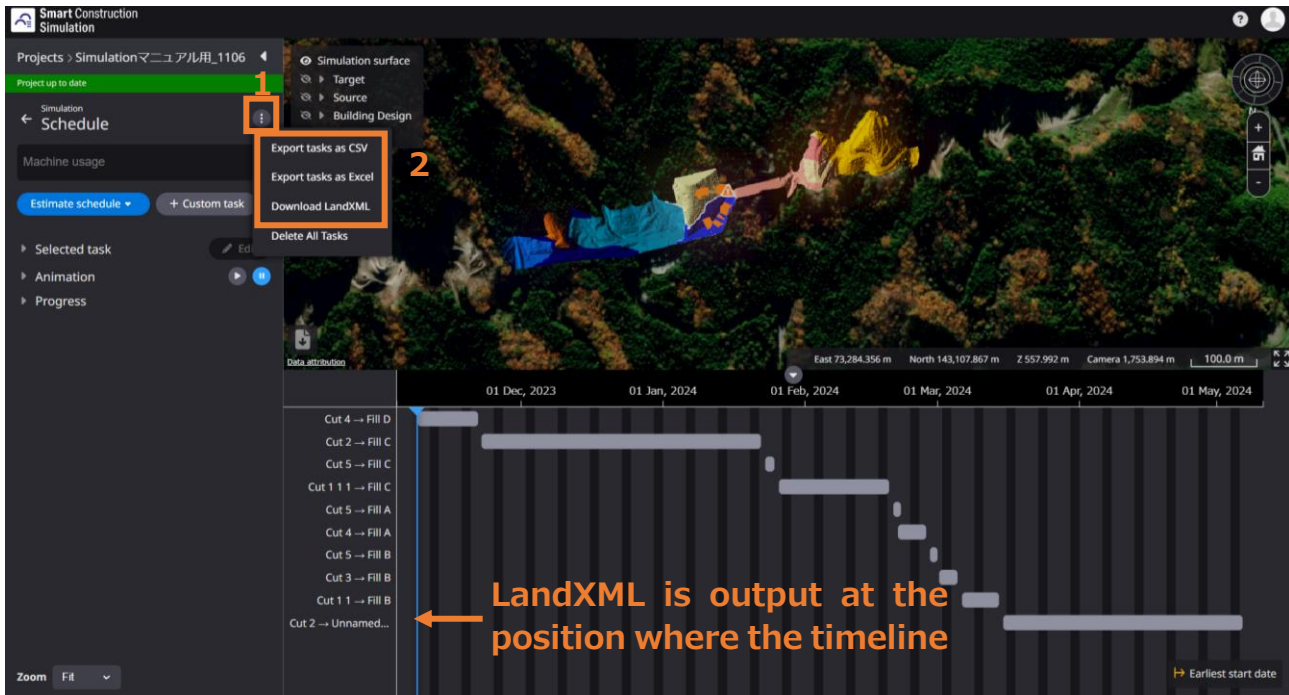 Smart Construction
Simulation
Projects > Simulationマニュアル用_1106
Project up to date
1
Simulation
Schedule
Machine usage
Estimate schedule
+ Custom task
Selected task
Animation
Progress
Export tasks as CSV
Export tasks as Excel
Download LandXML
Delete All Tasks
2
Simulation surface
Target
Source
Building Design
N
+
-
Data attribution
East 73,284.356 m North 143,107.867 m Z 557.992 m Camera 1,753.894 m 100.0 m
01 Dec, 2023 01 Jan, 2024 01 Feb, 2024 01 Mar, 2024 01 Apr, 2024 01 May, 2024
Cut 4 → Fill D
Cut 2 → Fill C
Cut 5 → Fill C
Cut 1 1 1 → Fill C
Cut 5 → Fill A
Cut 4 → Fill A
Cut 5 → Fill B
Cut 3 → Fill B
Cut 1 1 → Fill B
Cut 2 → Unnamed...
LandXML is output at the
position where the timeline
Zoom Fit
Earliest start date